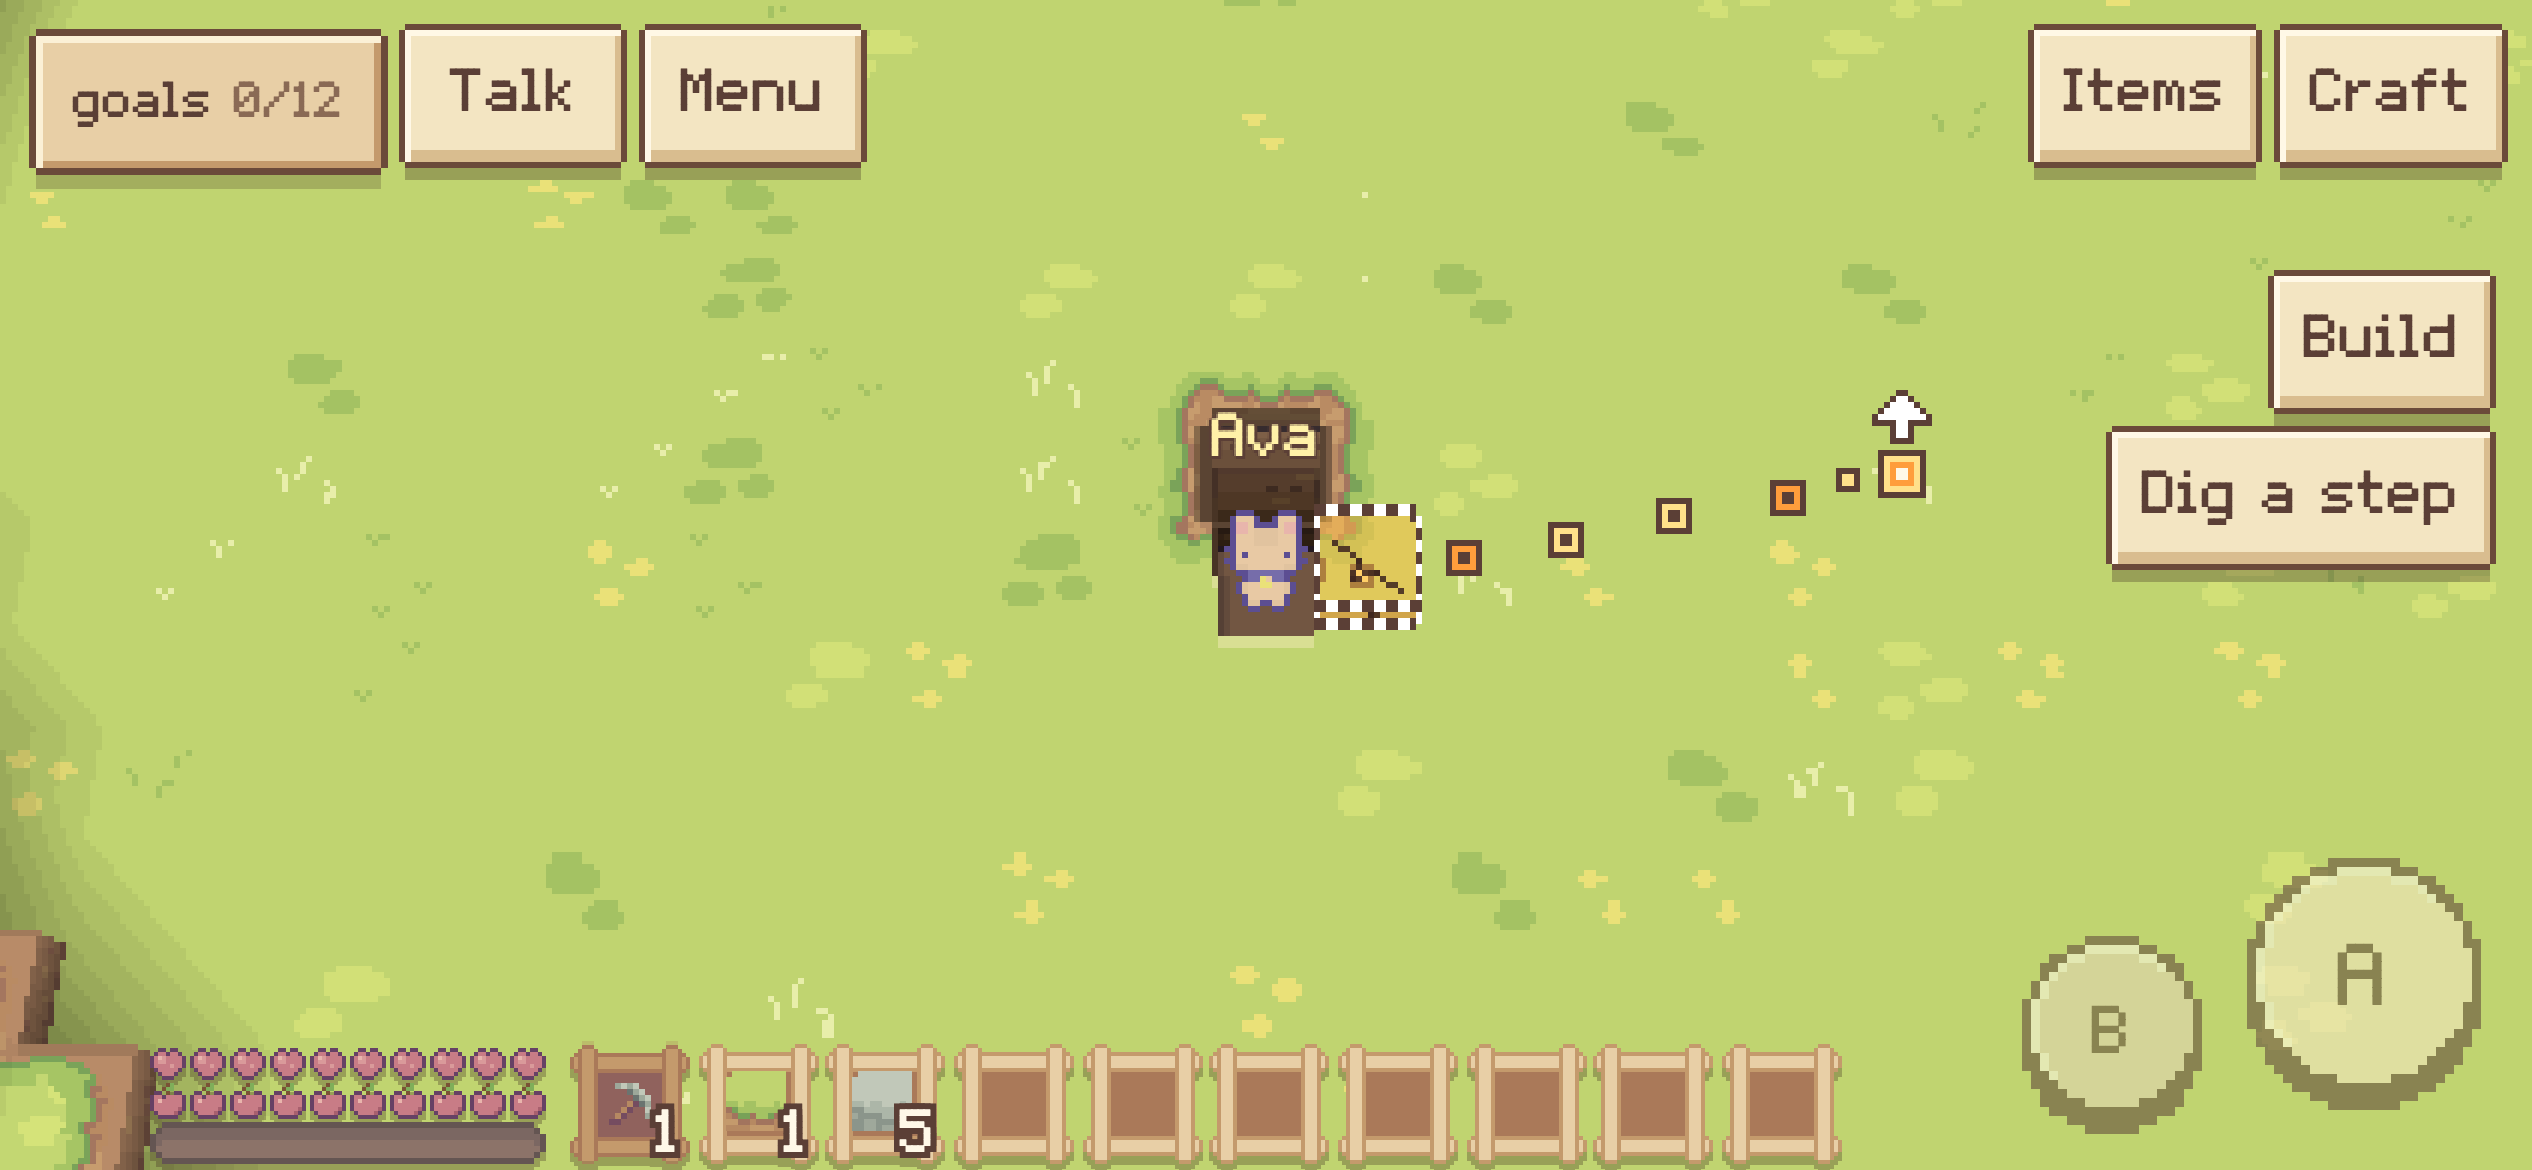 goals 0/12
Talk
Menu
Items
Craft
Build
Dig a step
Ava
B
A
1
1
5